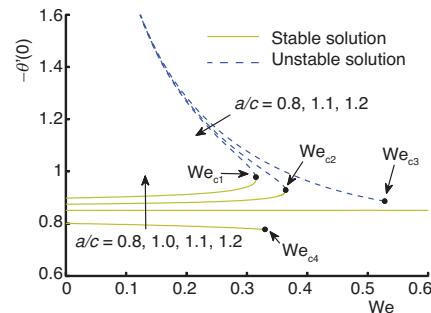 1.6
1.4
1.2
1.0
0.8
0.6
−θ′(0)
Stable solution
Unstable solution
a/c = 0.8, 1.1, 1.2
We_c1
We_c2
We_c3
a/c = 0.8, 1.0, 1.1, 1.2
We_c4
0 0.1 0.2 0.3 0.4 0.5 0.6
We